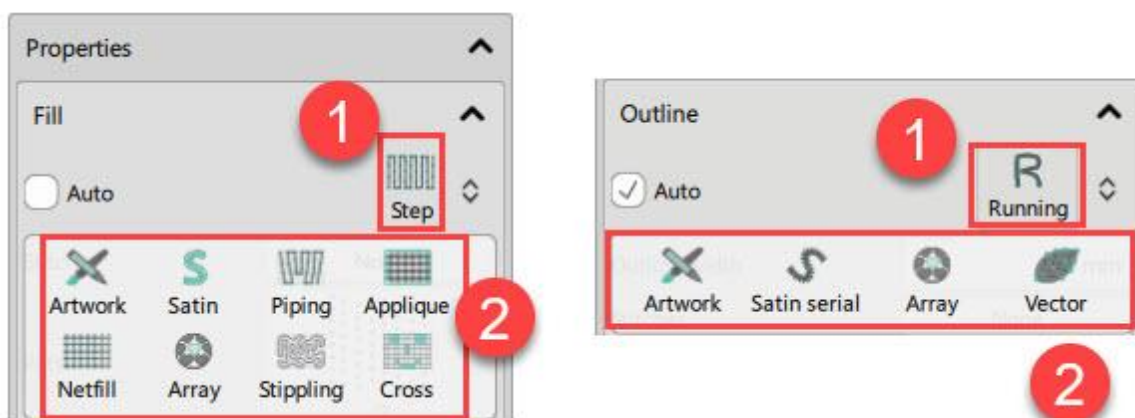 Properties
Fill
1
Auto
Step
Artwork Satin Piping Applique
2
Netfill Array Stippling Cross
Outline
1
Auto
Running
Artwork Satin serial Array Vector
2